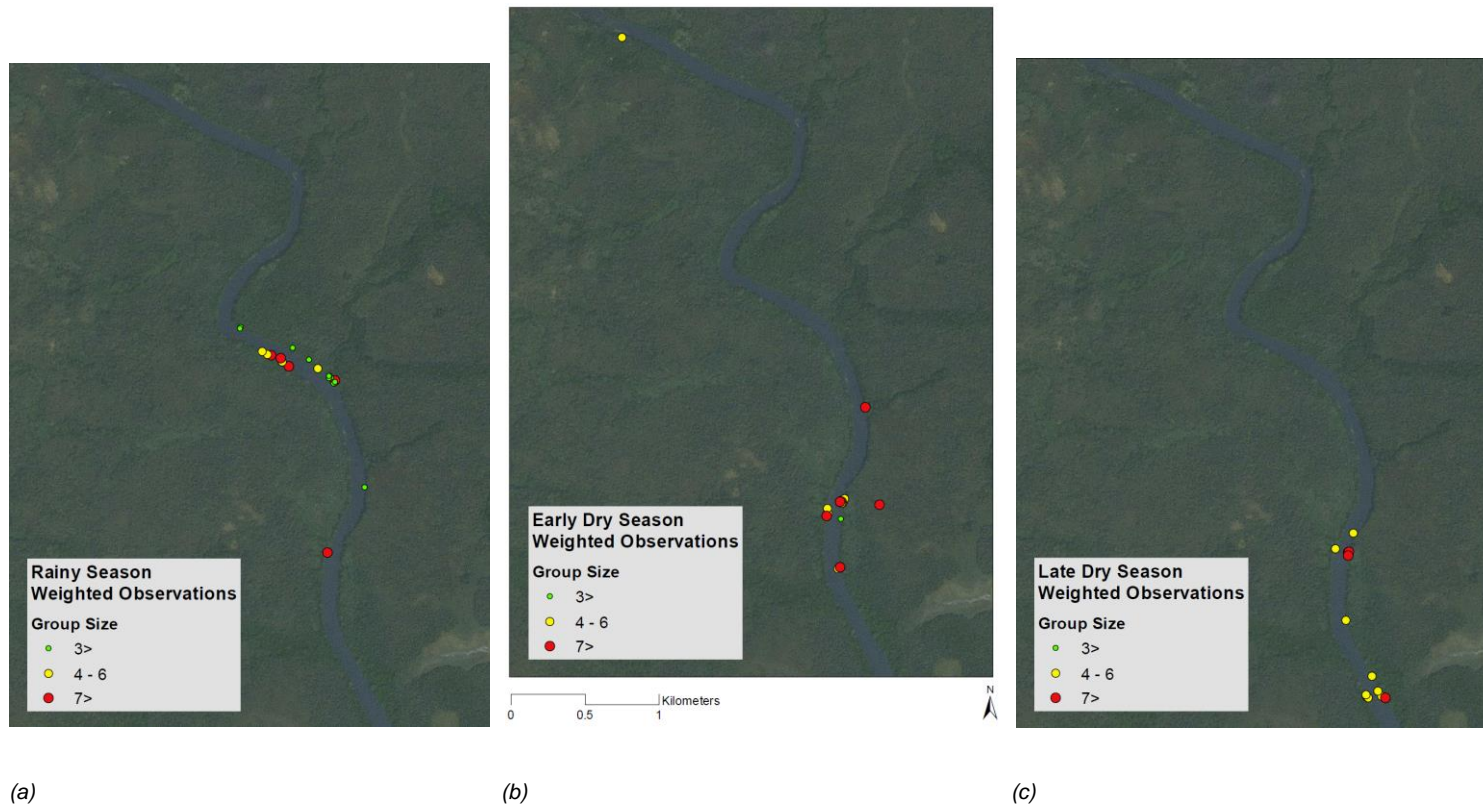 Rainy Season
Weighted Observations
Group Size
3>
4 - 6
7>
Early Dry Season
Weighted Observations
Group Size
3>
4 - 6
7>
Kilometers
0 0.5 1
N
Late Dry Season
Weighted Observations
Group Size
3>
4 - 6
7>
(a) (b) (c)